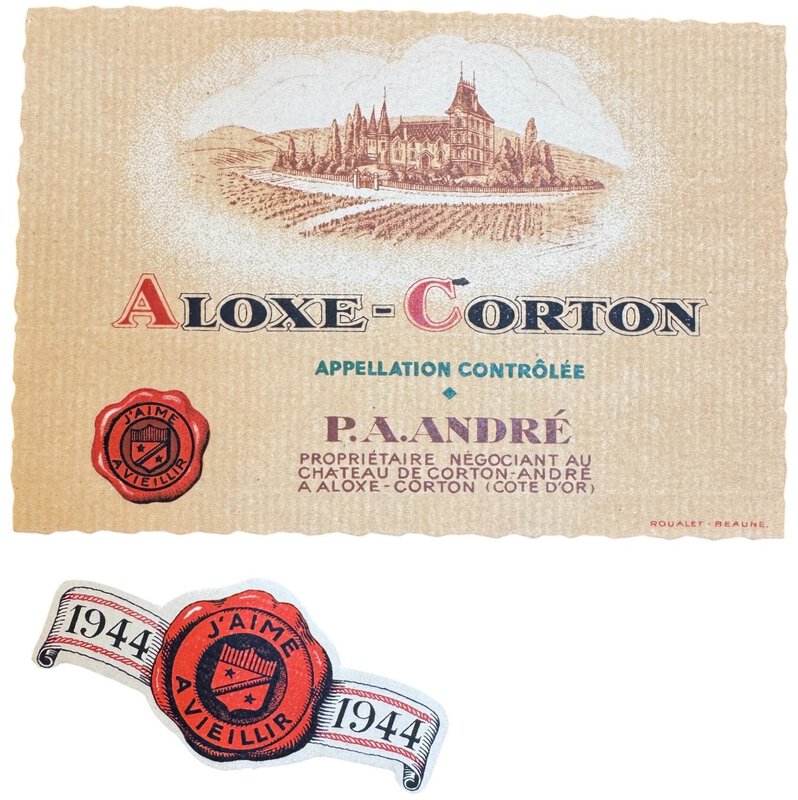 ALOXE-CORTON
APPELLATION CONTRÔLÉE
P.A.ANDRÉ
PROPRIÉTAIRE NÉGOCIANT AU
CHATEAU DE CORTON-ANDRÉ
A ALOXE-CORTON (COTE D'OR)
J'AIME
A VIEILLIR
ROUALET - BEAUNE.
1944
J'AIME
A VIEILLIR
1944